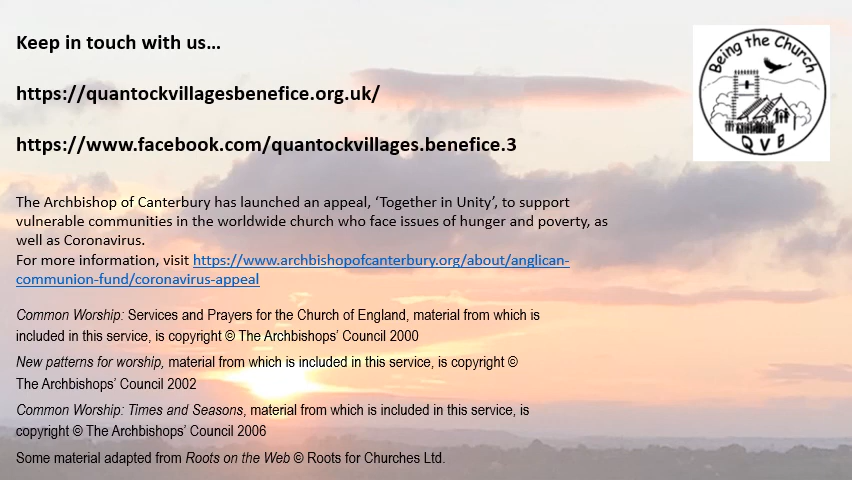 Keep in touch with us…
https://quantockvillagesbenefice.org.uk/
https://www.facebook.com/quantockvillages.benefice.3
Being the Church
QVB
The Archbishop of Canterbury has launched an appeal, ‘Together in Unity’, to support
vulnerable communities in the worldwide church who face issues of hunger and poverty, as
well as Coronavirus.
For more information, visit https://www.archbishopofcanterbury.org/about/anglican-
communion-fund/coronavirus-appeal
Common Worship: Services and Prayers for the Church of England, material from which is
included in this service, is copyright © The Archbishops’ Council 2000
New patterns for worship, material from which is included in this service, is copyright ©
The Archbishops’ Council 2002
Common Worship: Times and Seasons, material from which is included in this service, is
copyright © The Archbishops’ Council 2006
Some material adapted from Roots on the Web © Roots for Churches Ltd.